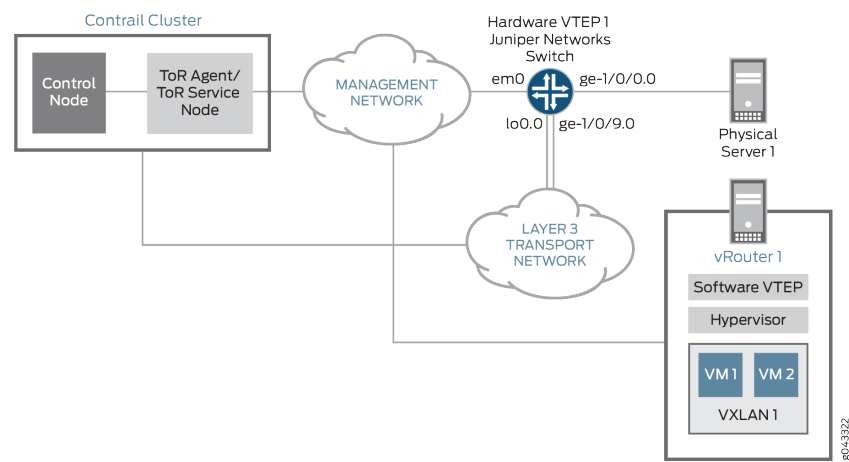 Contrail Cluster
Control
Node
ToR Agent/
ToR Service
Node
MANAGEMENT
NETWORK
Hardware VTEP 1
Juniper Networks
Switch
em0
ge-1/0/0.0
lo0.0
ge-1/0/9.0
Physical
Server 1
LAYER 3
TRANSPORT
NETWORK
vRouter 1
Software VTEP
Hypervisor
VM 1
VM 2
VXLAN 1
g043322